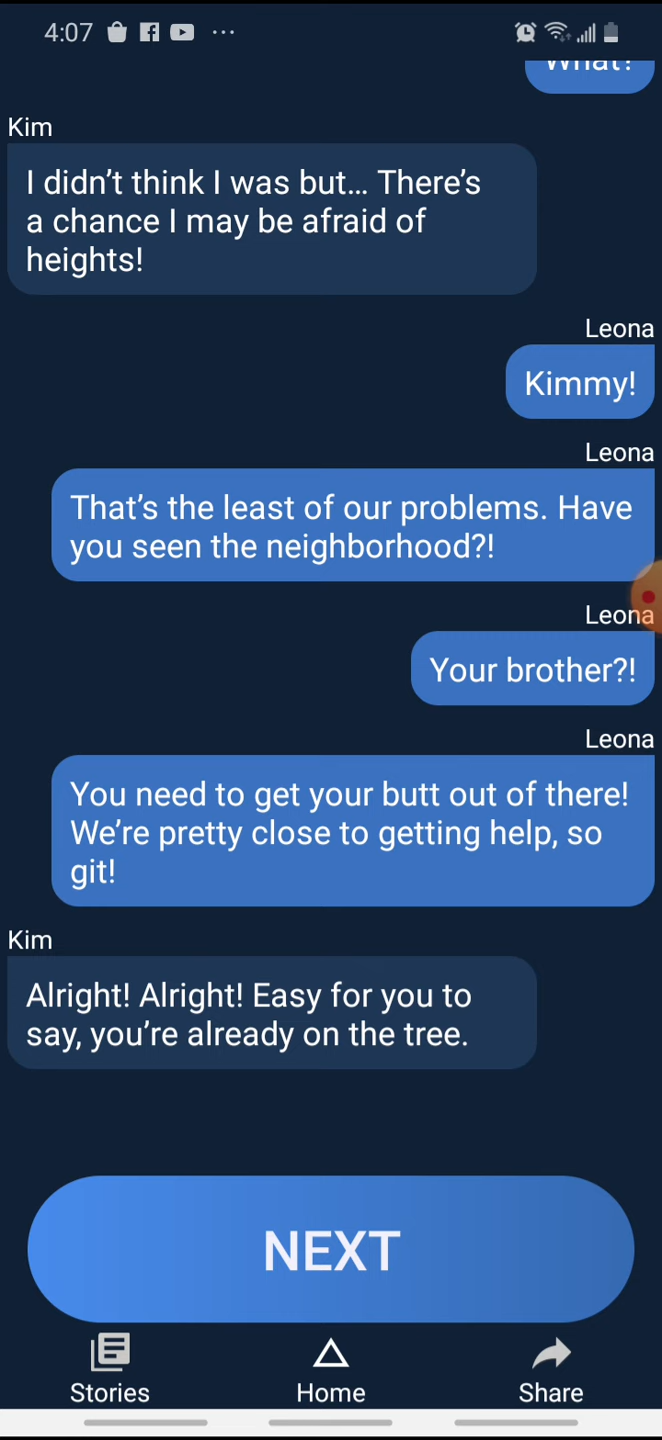 4:07
What?
Kim
I didn’t think I was but... There’s
a chance I may be afraid of
heights!
Leona
Kimmy!
Leona
That’s the least of our problems. Have
you seen the neighborhood?!
Leona
Your brother?!
Leona
You need to get your butt out of there!
We’re pretty close to getting help, so
git!
Kim
Alright! Alright! Easy for you to
say, you’re already on the tree.
NEXT
Stories
Home
Share